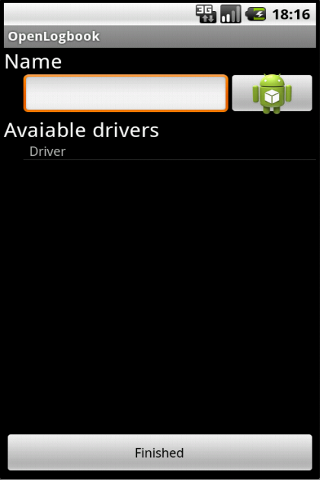 3G 18:16
OpenLogbook
Name
Avaiable drivers
Driver
Finished